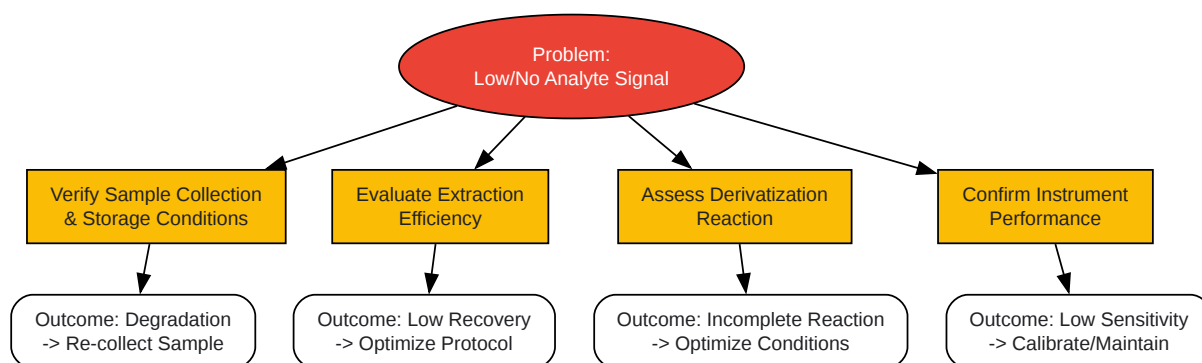 Problem:
Low/No Analyte Signal
Verify Sample Collection
& Storage Conditions
Evaluate Extraction
Efficiency
Assess Derivatization
Reaction
Confirm Instrument
Performance
Outcome: Degradation
-> Re-collect Sample
Outcome: Low Recovery
-> Optimize Protocol
Outcome: Incomplete Reaction
-> Optimize Conditions
Outcome: Low Sensitivity
-> Calibrate/Maintain